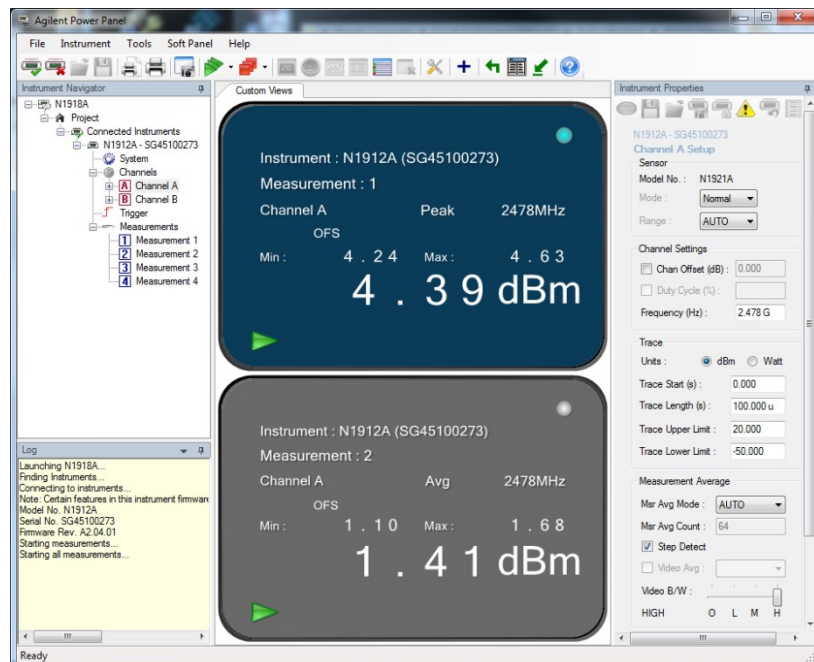 Agilent Power Panel
File Instrument Tools Soft Panel Help
Instrument Navigator
N1918A
Project
Connected Instruments
N1912A - SG45100273
System
Channels
A Channel A
B Channel B
Trigger
Measurements
1 Measurement 1
2 Measurement 2
3 Measurement 3
4 Measurement 4
Log
Launching N1918A...
Finding Instruments...
Connecting to instruments...
Note: Certain features in this instrument firmware
Model No. N1912A
Serial No. SG45100273
Firmware Rev. A2.04.01
Starting measurements...
Starting all measurements...
Custom Views
Instrument : N1912A (SG45100273)
Measurement : 1
Channel A Peak 2478MHz
OFS
Min : 4.24 Max : 4.63
4.39 dBm
Instrument : N1912A (SG45100273)
Measurement : 2
Channel A Avg 2478MHz
OFS
Min : 1.10 Max : 1.68
1.41 dBm
Instrument Properties
N1912A - SG45100273
Channel A Setup
Sensor
Model No. : N1921A
Mode : Normal
Range : AUTO
Channel Settings
Chan Offset (dB) : 0.000
Duty Cycle (%) :
Frequency (Hz) : 2.478 G
Trace
Units : dBm Watt
Trace Start (s) : 0.000
Trace Length (s) : 100.000 u
Trace Upper Limit : 20.000
Trace Lower Limit : -50.000
Measurement Average
Msr Avg Mode : AUTO
Msr Avg Count : 64
Step Detect
Video Avg :
Video B/W :
HIGH O L M H
Ready